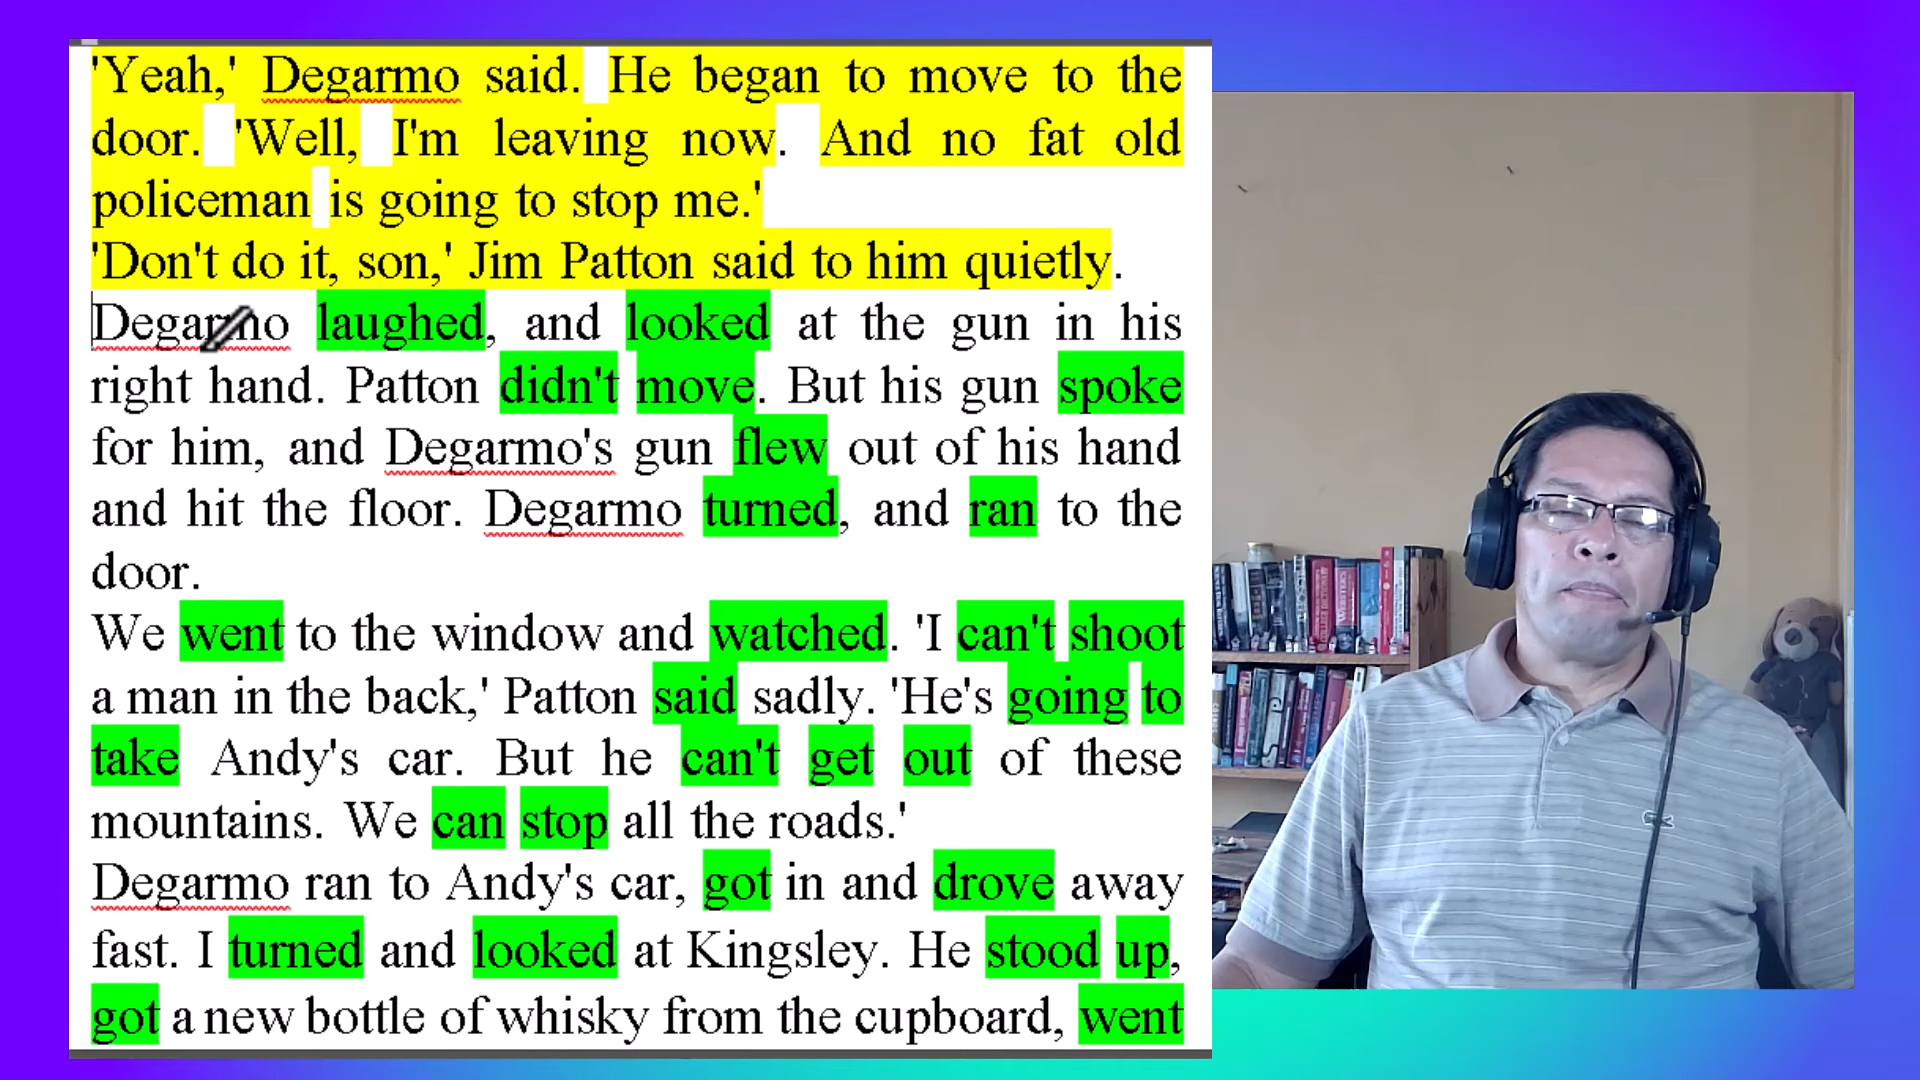 'Yeah,' Degarmo said. He began to move to the
door. 'Well, I'm leaving now. And no fat old
policeman is going to stop me.'
'Don't do it, son,' Jim Patton said to him quietly.
Degarmo laughed, and looked at the gun in his
right hand. Patton didn't move. But his gun spoke
for him, and Degarmo's gun flew out of his hand
and hit the floor. Degarmo turned, and ran to the
door.
We went to the window and watched. 'I can't shoot
a man in the back,' Patton said sadly. 'He's going to
take Andy's car. But he can't get out of these
mountains. We can stop all the roads.'
Degarmo ran to Andy's car, got in and drove away
fast. I turned and looked at Kingsley. He stood up,
got a new bottle of whisky from the cupboard, went